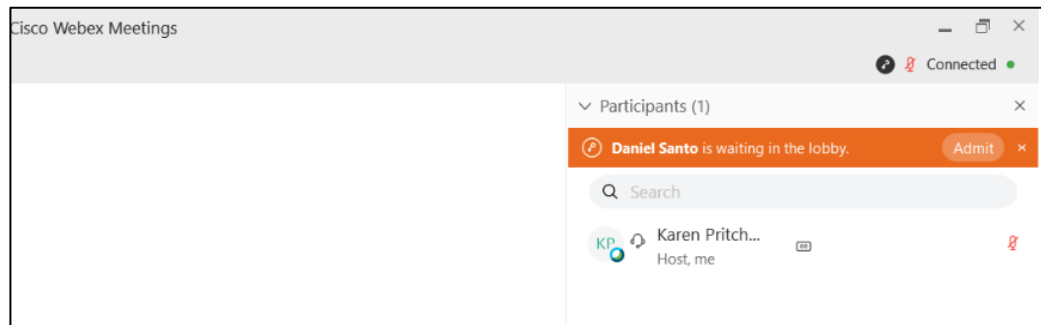 Cisco Webex Meetings
Connected
Participants (1)
Daniel Santo is waiting in the lobby. Admit
Search
KP Karen Pritch...
Host, me